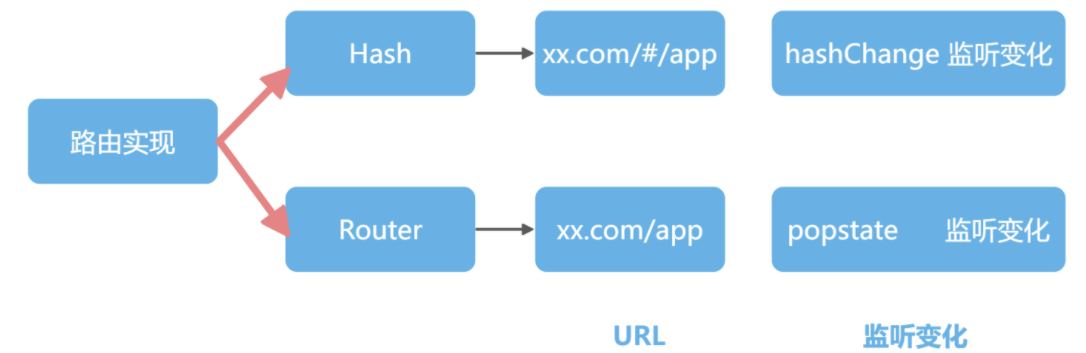 Hash
xx.com/#/app
hashChange 监听变化
路由实现
Router
xx.com/app
popstate 监听变化
URL
监听变化